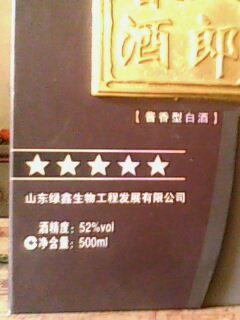 酒 郎
【酱香型白酒】
山东绿鑫生物工程发展有限公司
酒精度：52%vol
净含量：500ml